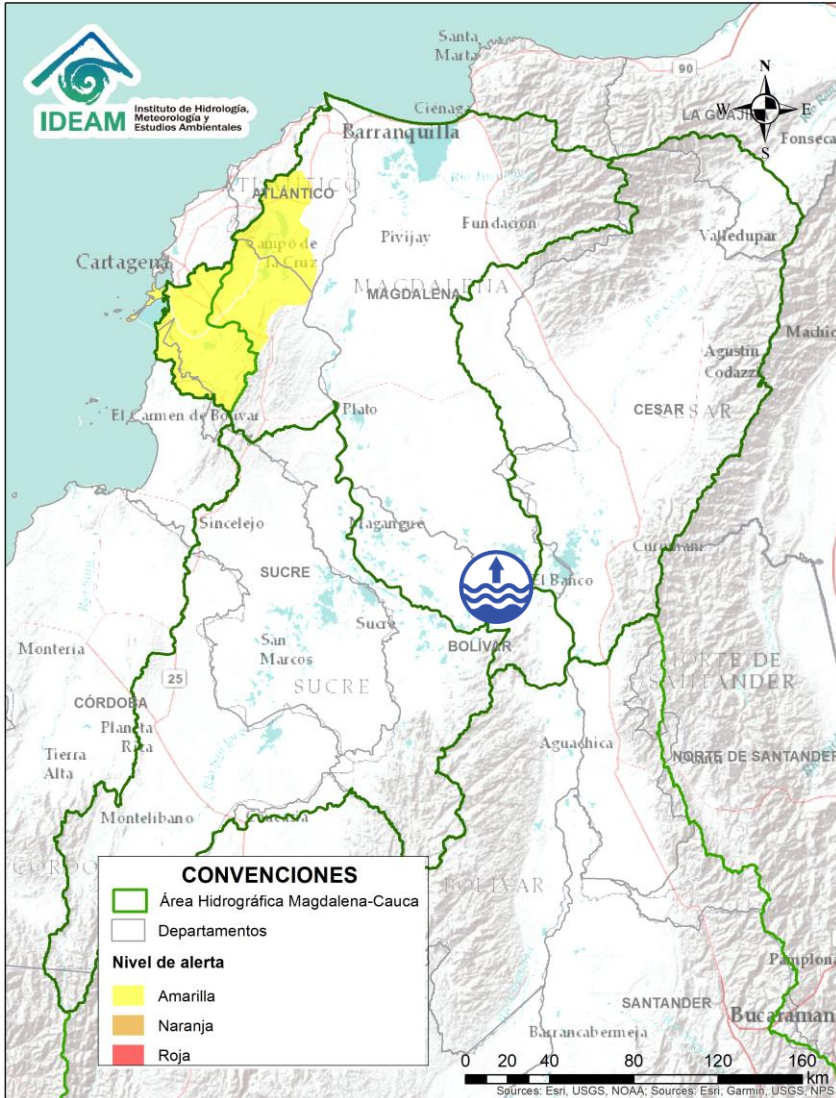 IDEAM
Instituto de Hidrología,
Meteorología y
Estudios Ambientales
Santa
Marta
90
N
W
E
S
LA GUAJIRA
Fonseca
Ciénaga
Barranquilla
ATLÁNTICO
ATLÁNTICO
Fundación
Pivijay
Valledupar
Campo de
la Cruz
Cartagena
MAGDALENA
MAGDALENA
Agustín
Codazzi
CESAR
CESAR
El Carmen de Bolívar
Plato
Sincelejo
Magangue
Curumaní
El Banco
SUCRE
Sucre
BOLÍVAR
San
Marcos
SUCRE
Montería
25
CÓRDOBA
Planeta
Rica
Tierra
Alta
NORTE DE
SANTANDER
NORTE DE SANTANDER
Aguachica
Montelíbano
BOLÍVAR
CONVENCIONES
Área Hidrográfica Magdalena-Cauca
Departamentos
Nivel de alerta
Amarilla
Naranja
Roja
Pamplona
SANTANDER
Bucaraman
Barrancabermeja
0 20 40 80 120 160
km
Sources: Esri, USGS, NOAA; Sources: Esri, Garmin, USGS, NPS